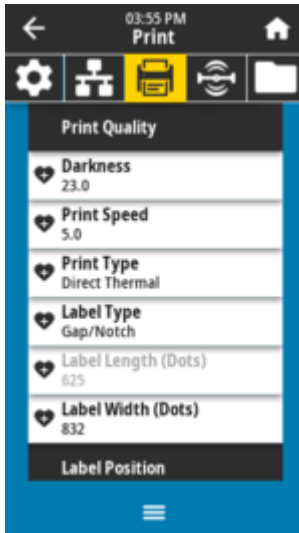 03:55 PM
Print
Print Quality
Darkness
23.0
Print Speed
5.0
Print Type
Direct Thermal
Label Type
Gap/Notch
Label Length (Dots)
625
Label Width (Dots)
832
Label Position